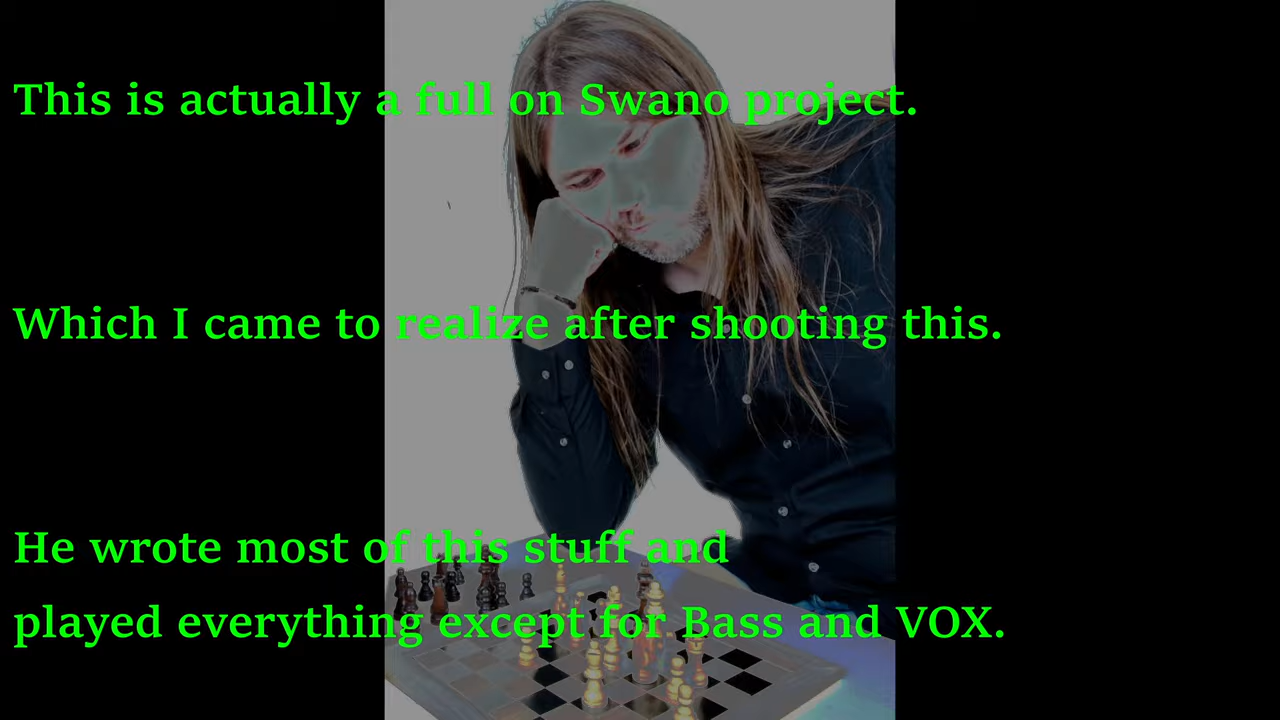 This is actually a full on Swano project.
Which I came to realize after shooting this.
He wrote most of this stuff and
played everything except for Bass and VOX.